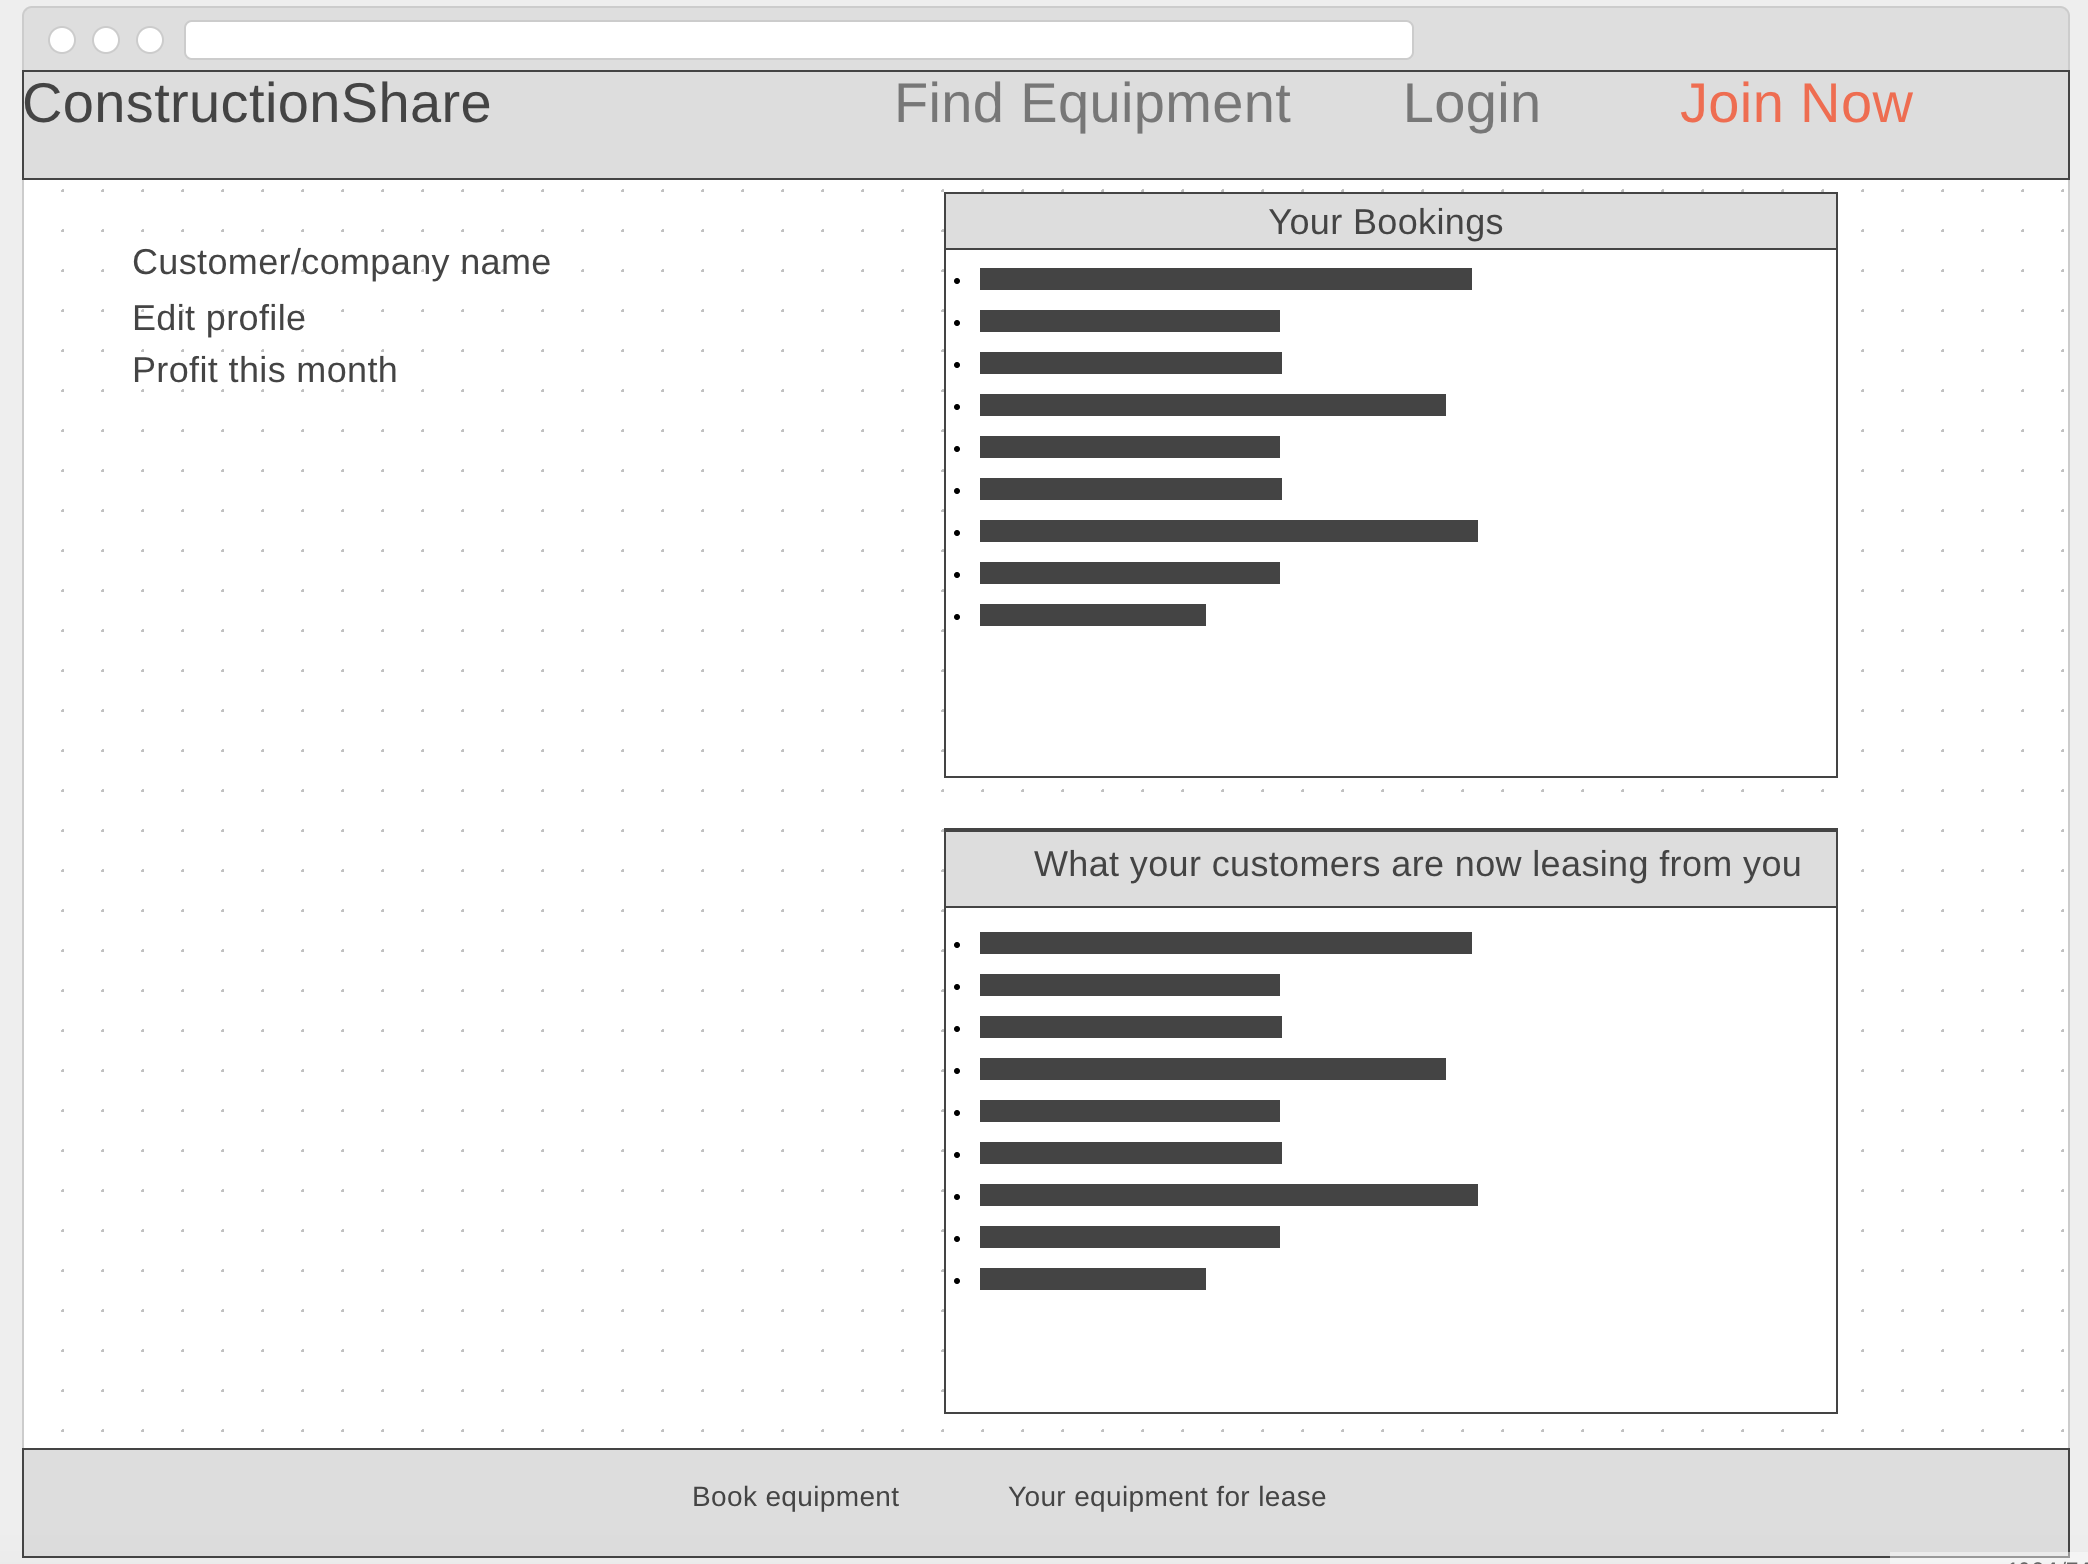 ConstructionShare Find Equipment Login Join Now
Customer/company name
Edit profile
Profit this month
Your Bookings
What your customers are now leasing from you
Book equipment Your equipment for lease